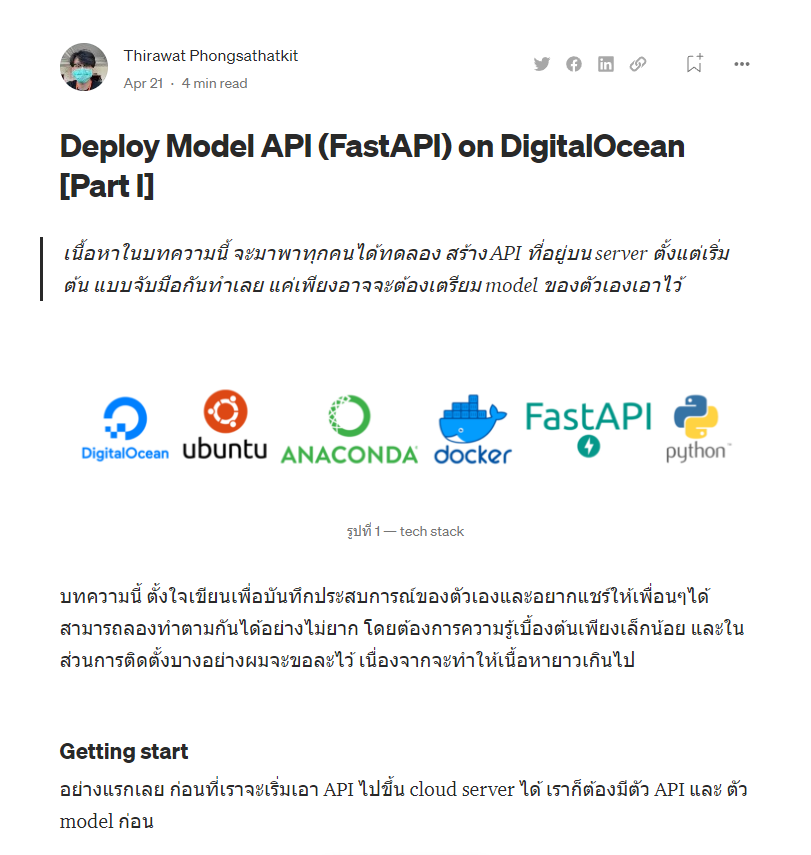 Thirawat Phongsathatkit
Apr 21 · 4 min read
Deploy Model API (FastAPI) on DigitalOcean
[Part I]
เนื้อหาในบทความนี้ จะมาพาทุกคนได้ทดลอง สร้าง API ที่อยู่บน server ตั้งแต่เริ่ม
ต้น แบบจับมือกันทำเลย แค่เพียงอาจจะต้องเตรียม model ของตัวเองเอาไว้
DigitalOcean ubuntu ANACONDA docker FastAPI python
รูปที่ 1 — tech stack
บทความนี้ ตั้งใจเขียนเพื่อบันทึกประสบการณ์ของตัวเองและอยากแชร์ให้เพื่อนๆได้
สามารถลองทำตามกันได้อย่างไม่ยาก โดยต้องการความรู้เบื้องต้นเพียงเล็กน้อย และใน
ส่วนการติดตั้งบางอย่างผมจะขอละไว้ เนื่องจากจะทำให้เนื้อหายาวเกินไป
Getting start
อย่างแรกเลย ก่อนที่เราจะเริ่มเอา API ไปขึ้น cloud server ได้ เราก็ต้องมีตัว API และ ตัว
model ก่อน